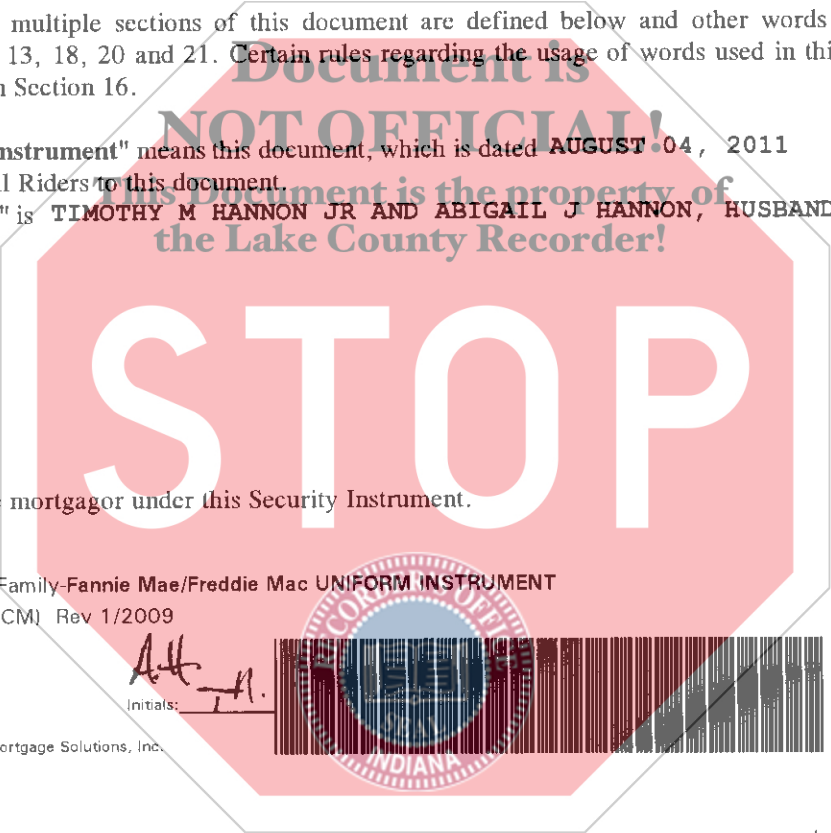 multiple sections of this document are defined below and other words
13, 18, 20 and 21. Certain rules regarding the usage of words used in thi
n Section 16.
Document is
NOT OFFICIAL!
nstrument" means this document, which is dated AUGUST 04, 2011
l Riders to this document.
This Document is the property of
" is TIMOTHY M HANNON JR AND ABIGAIL J HANNON, HUSBAND
the Lake County Recorder!
STOP
mortgagor under this Security Instrument.
Family-Fannie Mae/Freddie Mac UNIFORM INSTRUMENT
CM) Rev 1/2009
Initials:
ortgage Solutions, Inc.
RECORDER'S OFFICE
SEAL
INDIANA